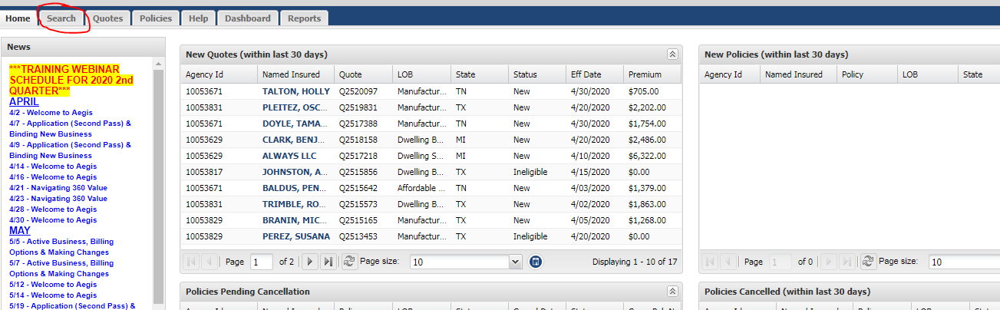 Home Search Quotes Policies Help Dashboard Reports
News
***TRAINING WEBINAR
SCHEDULE FOR 2020 2nd
QUARTER***
APRIL
4/2 - Welcome to Aegis
4/7 - Application (Second Pass) &
Binding New Business
4/9 - Application (Second Pass) &
Binding New Business
4/14 - Welcome to Aegis
4/16 - Welcome to Aegis
4/21 - Navigating 360 Value
4/23 - Navigating 360 Value
4/28 - Welcome to Aegis
4/30 - Welcome to Aegis
MAY
5/5 - Active Business, Billing
Options & Making Changes
5/7 - Active Business, Billing
Options & Making Changes
5/12 - Welcome to Aegis
5/14 - Welcome to Aegis
5/19 - Application (Second Pass) &
New Quotes (within last 30 days)
Agency Id Named Insured Quote LOB State Status Eff Date Premium
10053671 TALTON, HOLLY Q2520097 Manufactur... TN New 4/30/2020 $705.00
10053831 PLEITEZ, OSC... Q2519831 Manufactur... TX New 4/20/2020 $2,202.00
10053671 DOYLE, TAMA... Q2517388 Manufactur... TN New 4/30/2020 $1,754.00
10053629 CLARK, BENJ... Q2518158 Dwelling B... MI New 4/20/2020 $2,486.00
10053629 ALWAYS LLC Q2517218 Dwelling S... MI New 4/10/2020 $6,322.00
10053817 JOHNSTON, A... Q2515856 Dwelling B... TX Ineligible 4/15/2020 $0.00
10053671 BALDUS, PEN... Q2515642 Affordable ... TN New 4/03/2020 $1,379.00
10053831 TRIMBLE, RO... Q2515573 Dwelling B... TX New 4/02/2020 $1,863.00
10053829 BRANIN, MIC... Q2515165 Manufactur... TX New 4/05/2020 $1,268.00
10053829 PEREZ, SUSANA Q2513453 Manufactur... TX Ineligible 4/20/2020 $0.00
Page 1 of 2 Page size: 10 Displaying 1 - 10 of 17
New Policies (within last 30 days)
Agency Id Named Insured Policy LOB State
Page 1 of 0 Page size: 10
Policies Pending Cancellation
Policies Cancelled (within last 30 days)